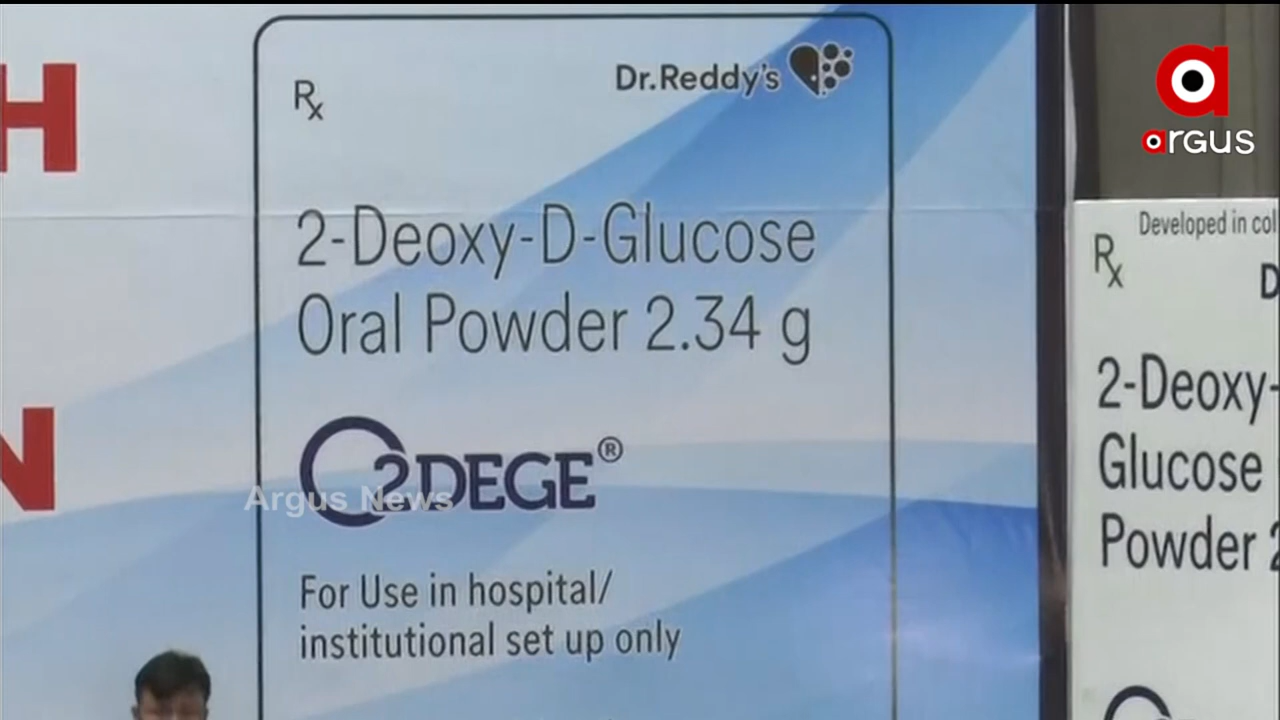 H
N
Rx
Dr.Reddy's
2-Deoxy-D-Glucose
Oral Powder 2.34 g
O2DEGE®
For Use in hospital/
institutional set up only
Argus News
argus
Developed in col
Rx
D
2-Deoxy-
Glucose
Powder 2